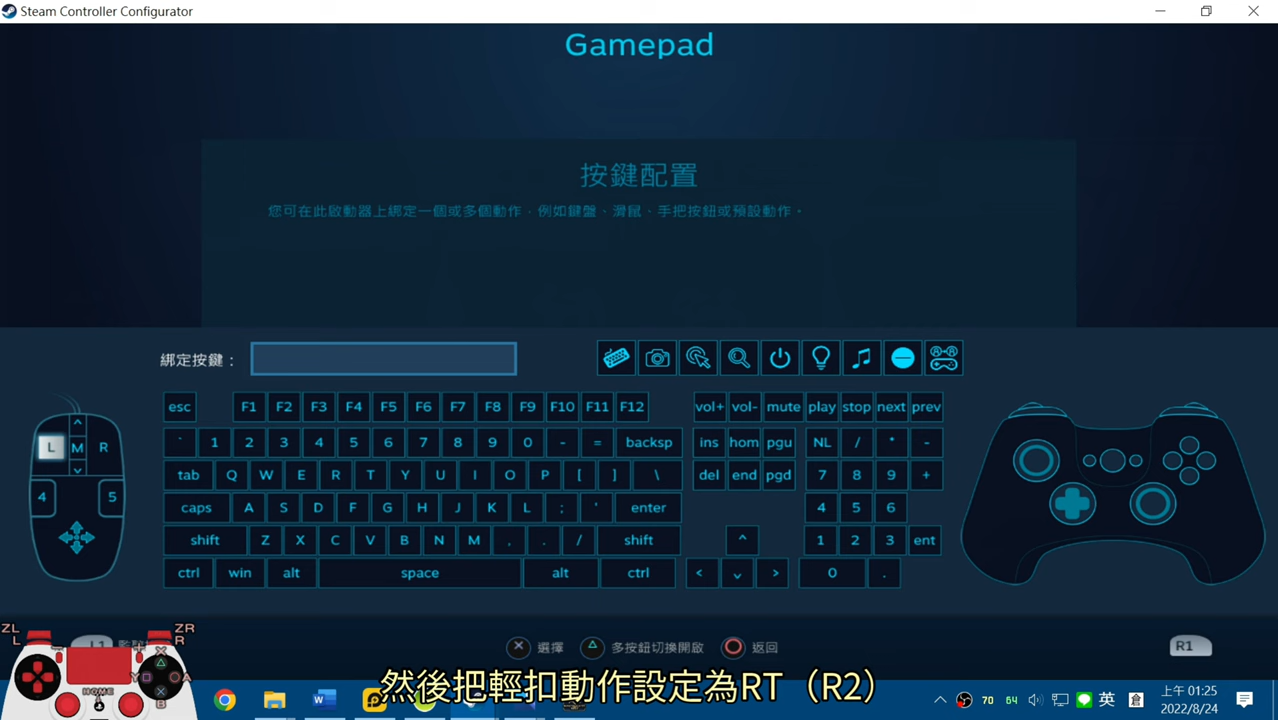 Steam Controller Configurator
Gamepad
按鍵配置
您可在此啟動器上綁定一個或多個動作，例如鍵盤、滑鼠、手把按鈕或預設動作。
綁定按鍵：
esc F1 F2 F3 F4 F5 F6 F7 F8 F9 F10 F11 F12 vol+ vol- mute play stop next prev
` 1 2 3 4 5 6 7 8 9 0 - = backsp ins hom pgu NL / * -
L M R
tab Q W E R T Y U I O P [ ] \ del end pgd 7 8 9 +
4 5
caps A S D F G H J K L ; ' enter 4 5 6
shift Z X C V B N M , . / shift ^ 1 2 3 ent
ctrl win alt space alt ctrl < v > 0 .
ZL ZR
L R
L1
選擇 多按鈕切換開啟 返回 R1
X
Y A
HOME
B
然後把輕扣動作設定為RT（R2）
70 64 英 倉 上午 01:25
2022/8/24